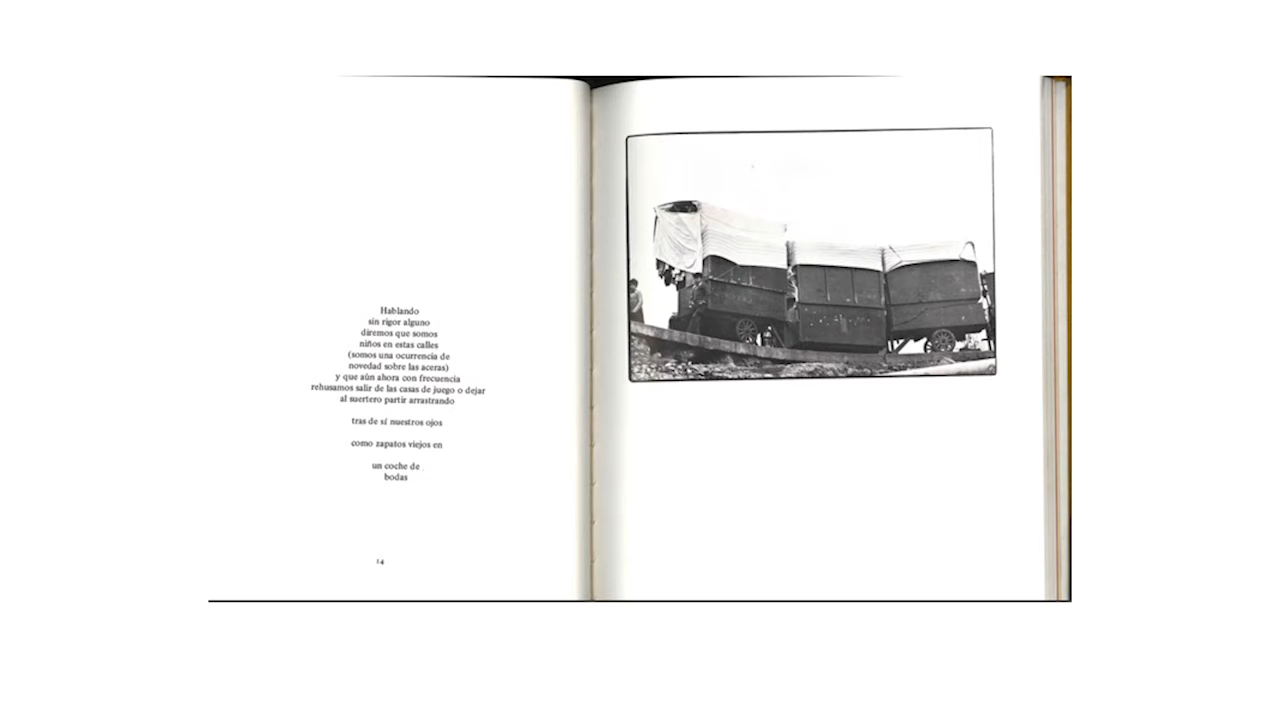 Hablando
sin rigor alguno
diremos que somos
niños en estas calles
(somos una ocurrencia de
novedad sobre las aceras)
y que aún ahora con frecuencia
rehusamos salir de las casas de juego o dejar
al suertero partir arrastrando
tras de sí nuestros ojos
como zapatos viejos en
un coche de
bodas
14